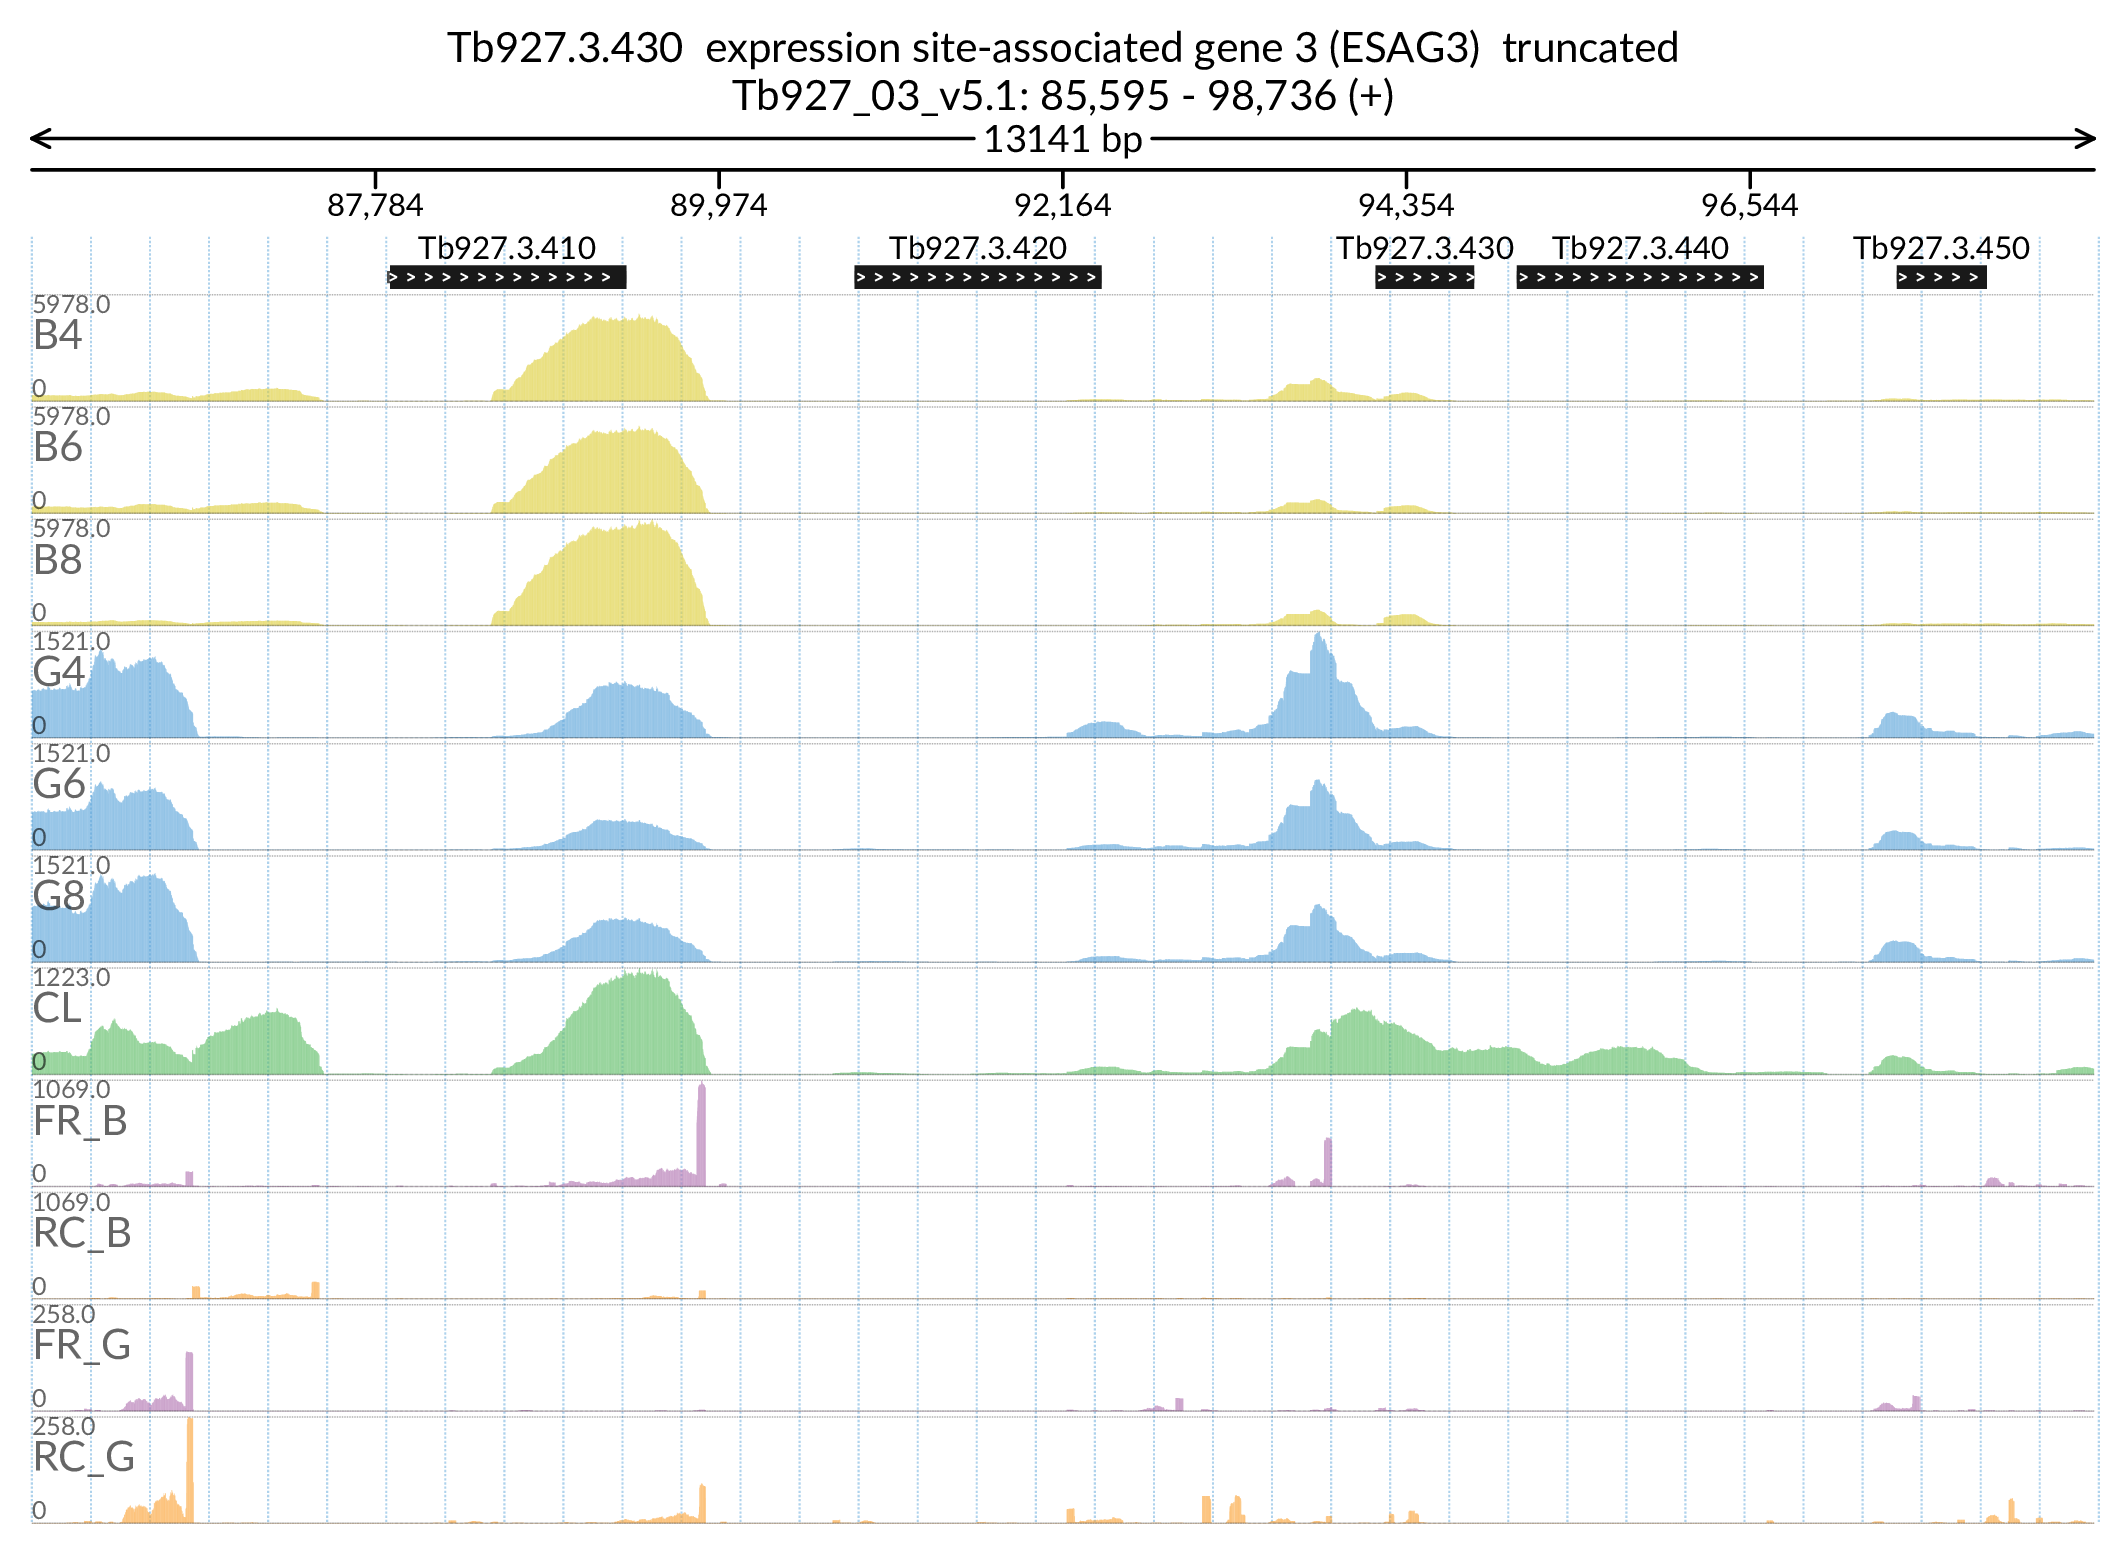 Tb927.3.430  expression site-associated gene 3 (ESAG3)  truncated
Tb927_03_v5.1: 85,595 - 98,736 (+)
13141 bp
87,784 89,974 92,164 94,354 96,544
Tb927.3.410 Tb927.3.420 Tb927.3.430 Tb927.3.440 Tb927.3.450
5978.0
B4
0
5978.0
B6
0
5978.0
B8
0
1521.0
G4
0
1521.0
G6
0
1521.0
G8
0
1223.0
CL
0
1069.0
FR_B
0
1069.0
RC_B
0
258.0
FR_G
0
258.0
RC_G
0